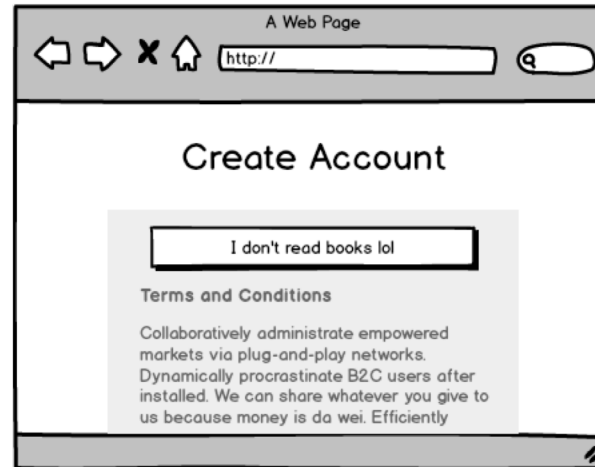 A Web Page
http://
Create Account
I don't read books lol
Terms and Conditions
Collaboratively administrate empowered
markets via plug-and-play networks.
Dynamically procrastinate B2C users after
installed. We can share whatever you give to
us because money is da wei. Efficiently